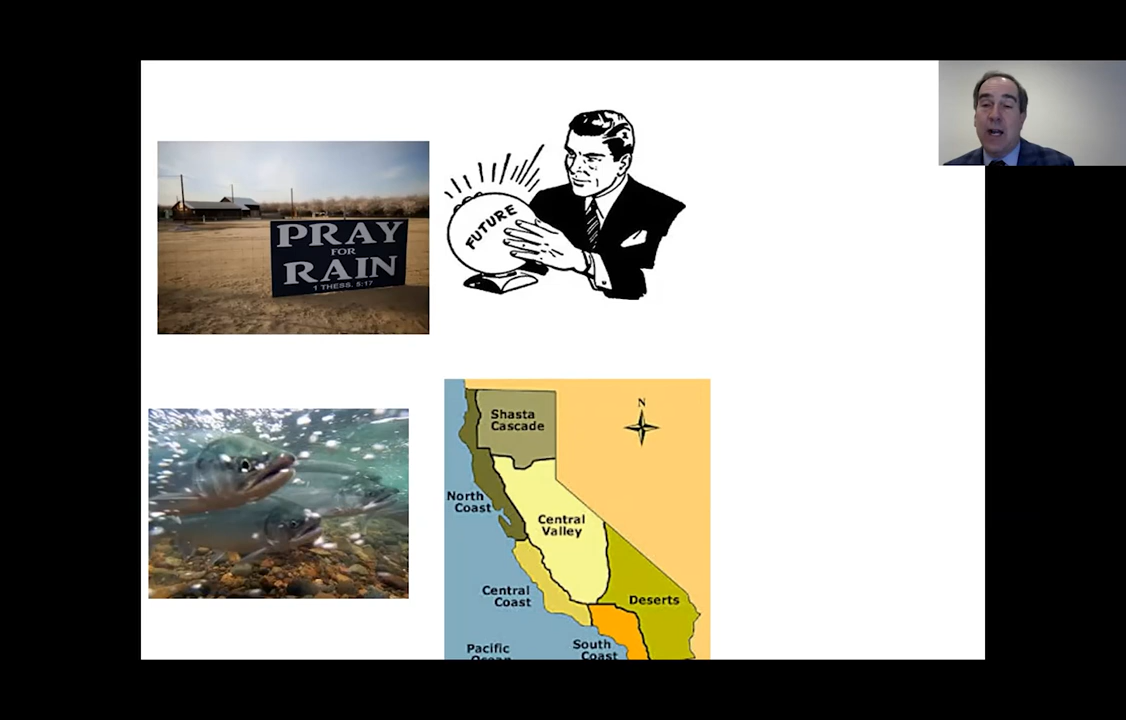 PRAY
FOR
RAIN
1 THESS. 5:17
FUTURE
N
Shasta
Cascade
North
Coast
Central
Valley
Central
Coast
Deserts
Pacific
Ocean
South
Coast